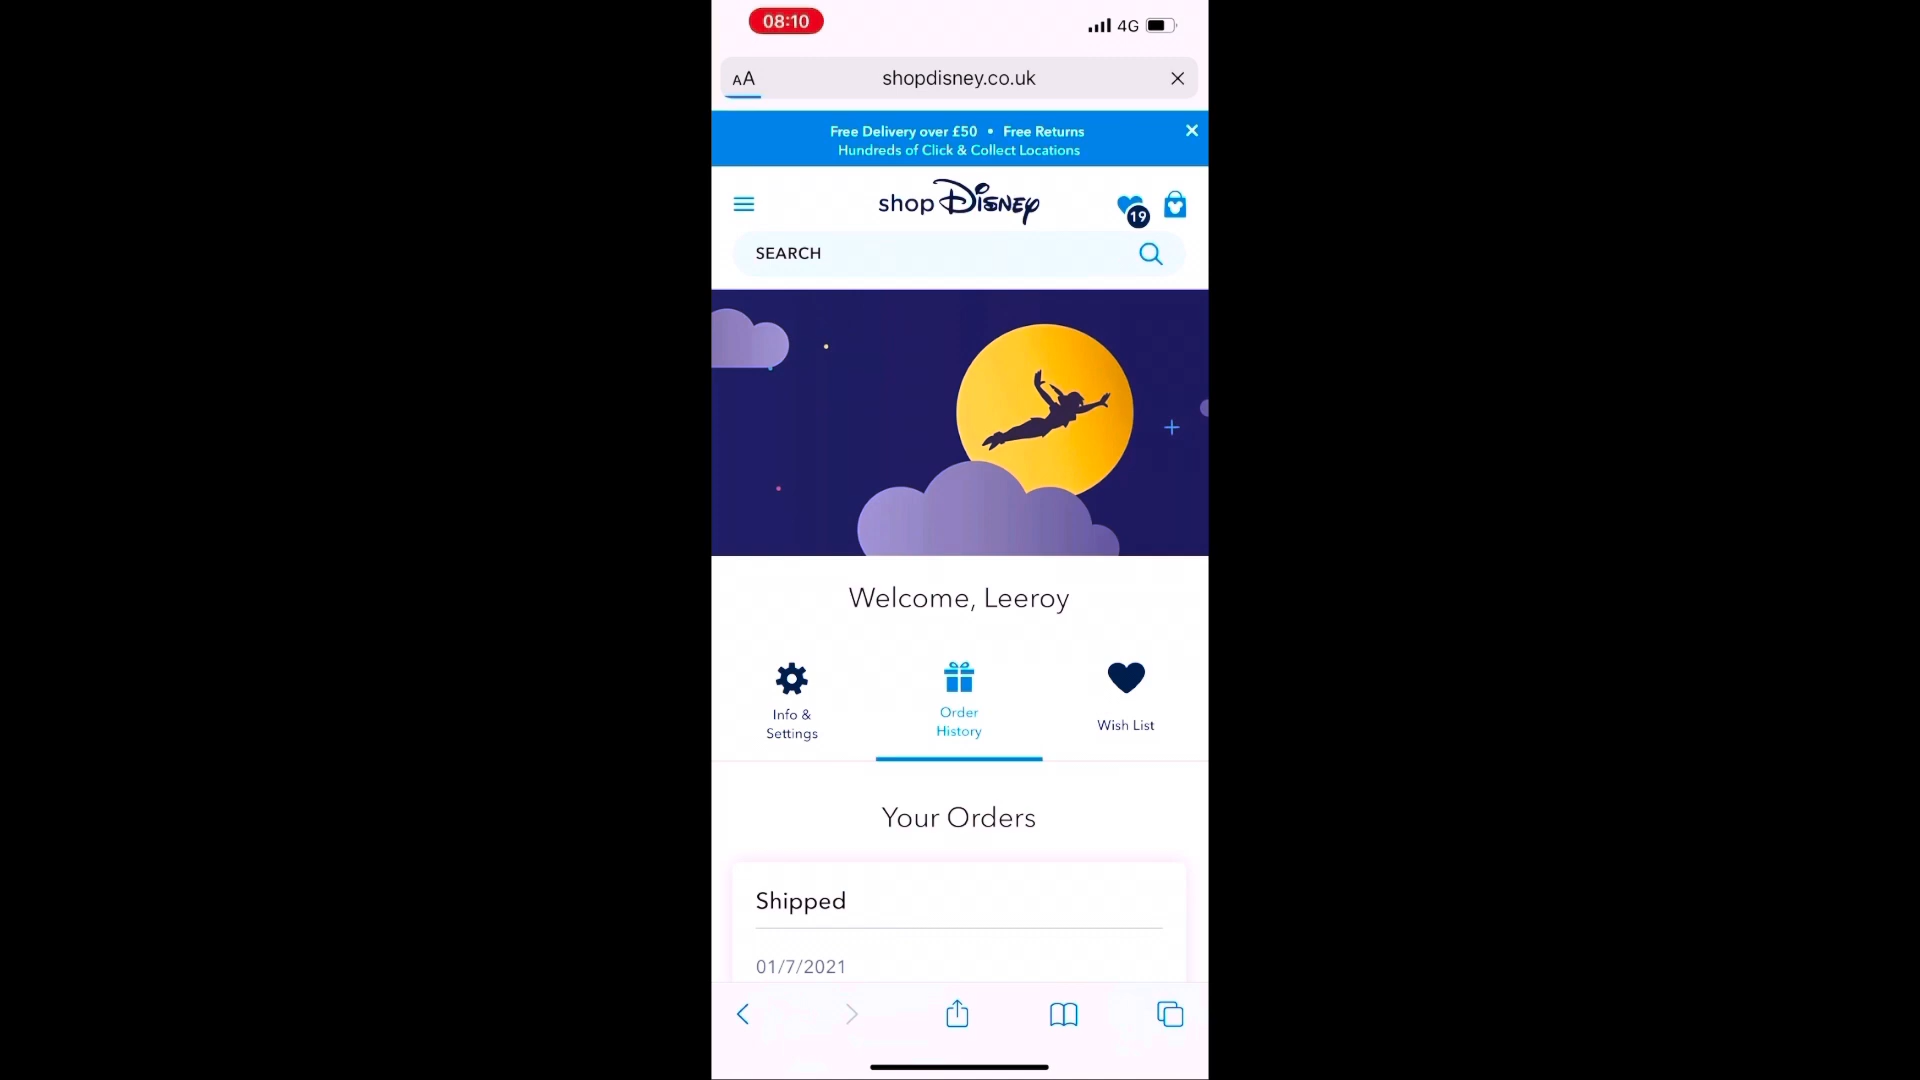 08:10
4G
AA
shopdisney.co.uk
Free Delivery over £50 • Free Returns
Hundreds of Click & Collect Locations
shop Disney
19
SEARCH
Welcome, Leeroy
Info &
Settings
Order
History
Wish List
Your Orders
Shipped
01/7/2021